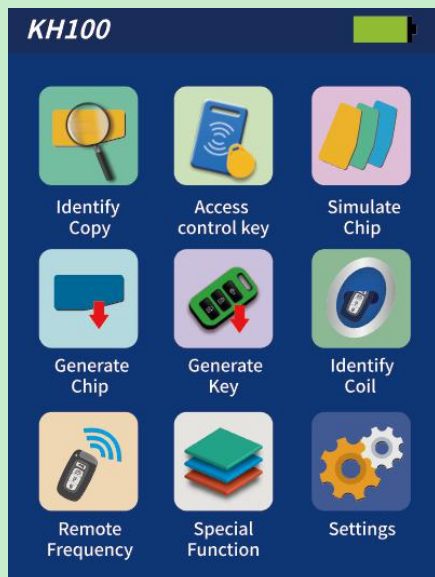 KH100
Identify
Copy
Access
control key
Simulate
Chip
Generate
Chip
Generate
Key
Identify
Coil
Remote
Frequency
Special
Function
Settings